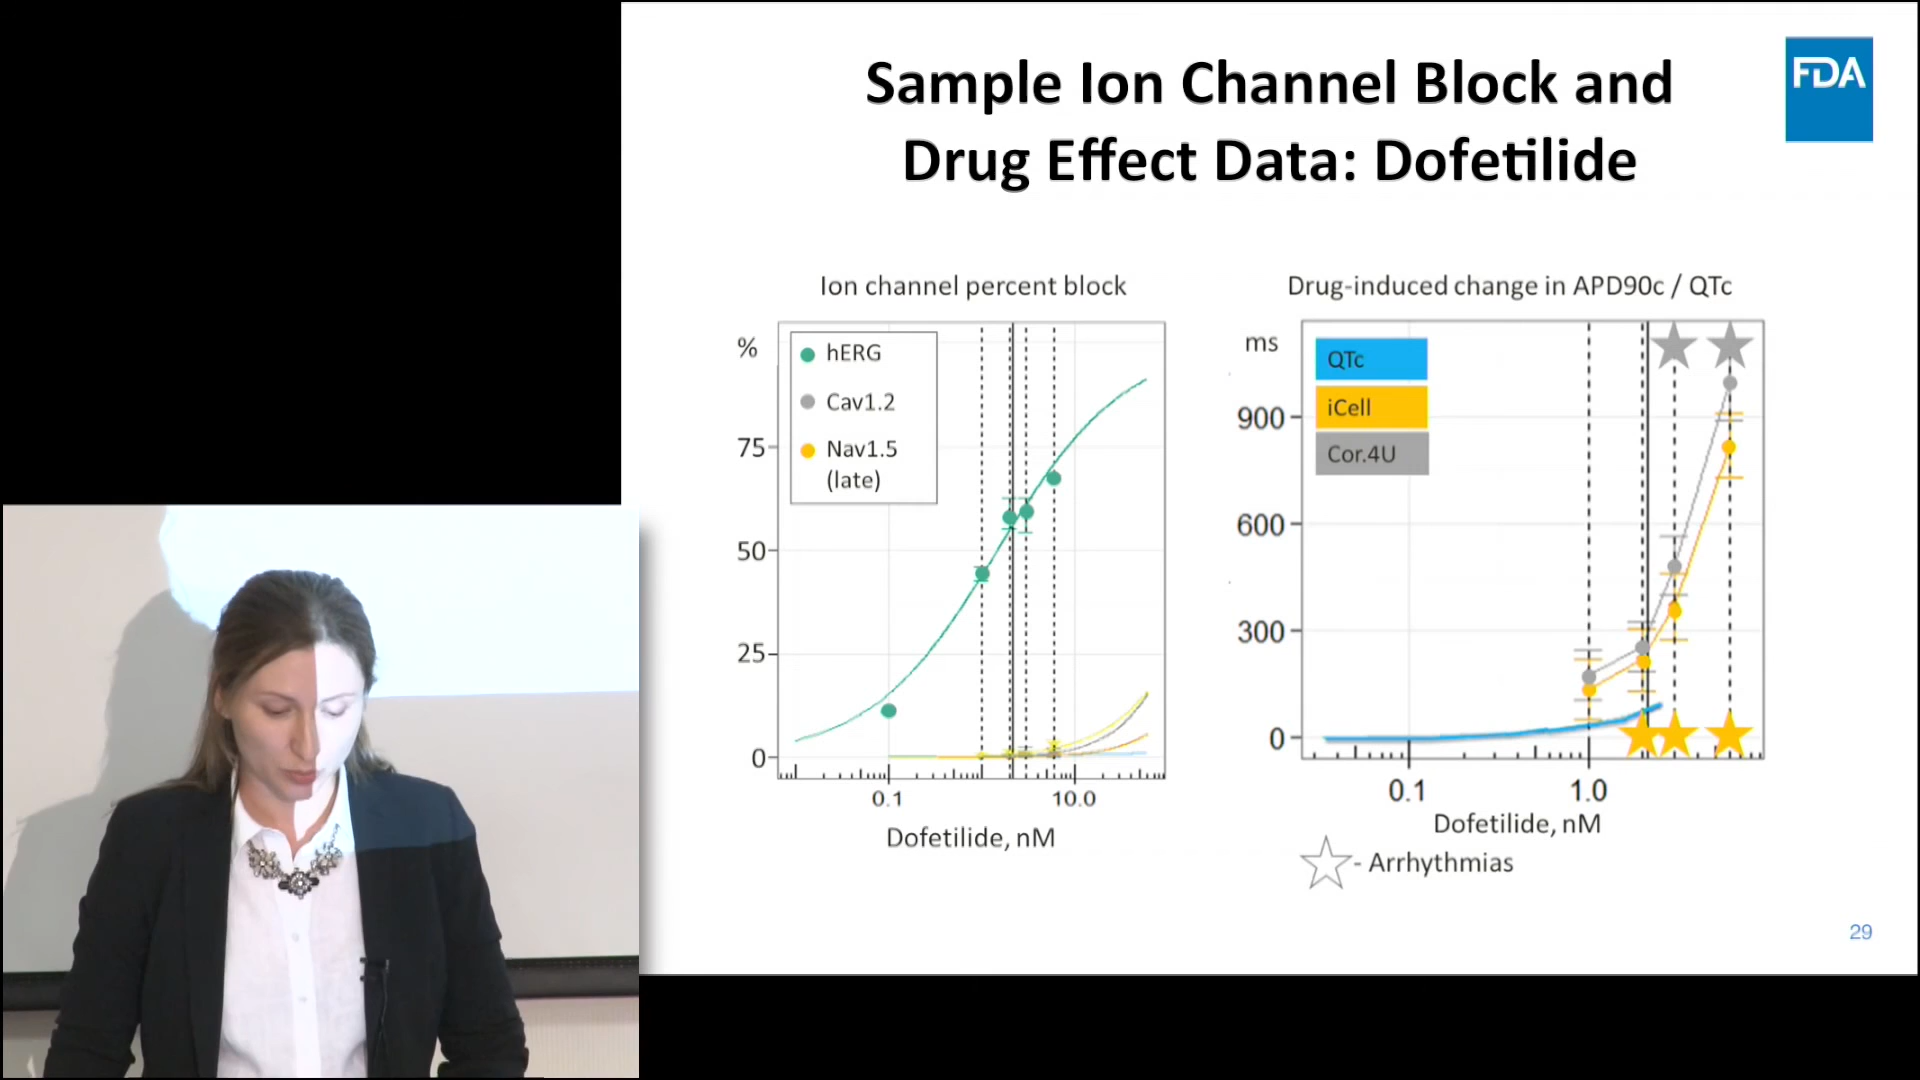 Sample Ion Channel Block and
Drug Effect Data: Dofetilide
FDA
Ion channel percent block
%
hERG
Cav1.2
Nav1.5
(late)
75
50
25
0
0.1
10.0
Dofetilide, nM
Drug-induced change in APD90c / QTc
ms
QTc
iCell
Cor.4U
900
600
300
0
0.1
1.0
Dofetilide, nM
- Arrhythmias
29